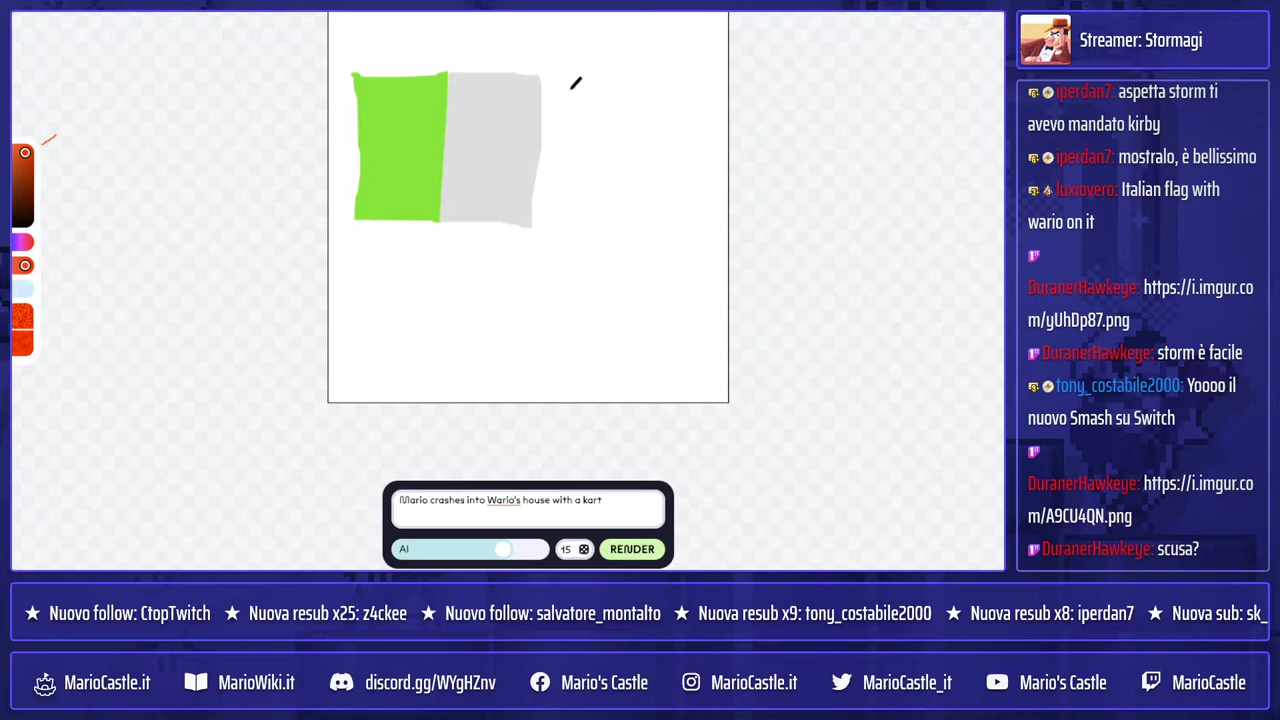 Streamer: Stormagi
iperdan7: aspetta storm ti
avevo mandato kirby
iperdan7: mostralo, è bellissimo
luxiovero: Italian flag with
wario on it
DuranerHawkeye: https://i.imgur.co
m/yUhDp87.png
DuranerHawkeye: storm è facile
tony_costabile2000: Yoooo il
nuovo Smash su Switch
DuranerHawkeye: https://i.imgur.co
m/A9CU4QN.png
DuranerHawkeye: scusa?
Mario crashes into Wario's house with a kart
AI 15 RENDER
★ Nuovo follow: CtopTwitch ★ Nuova resub x25: z4ckee ★ Nuovo follow: salvatore_montalto ★ Nuova resub x9: tony_costabile2000 ★ Nuova resub x8: iperdan7 ★ Nuova sub: sk_
MarioCastle.it MarioWiki.it discord.gg/WYgHZnv Mario's Castle MarioCastle.it MarioCastle_it Mario's Castle MarioCastle